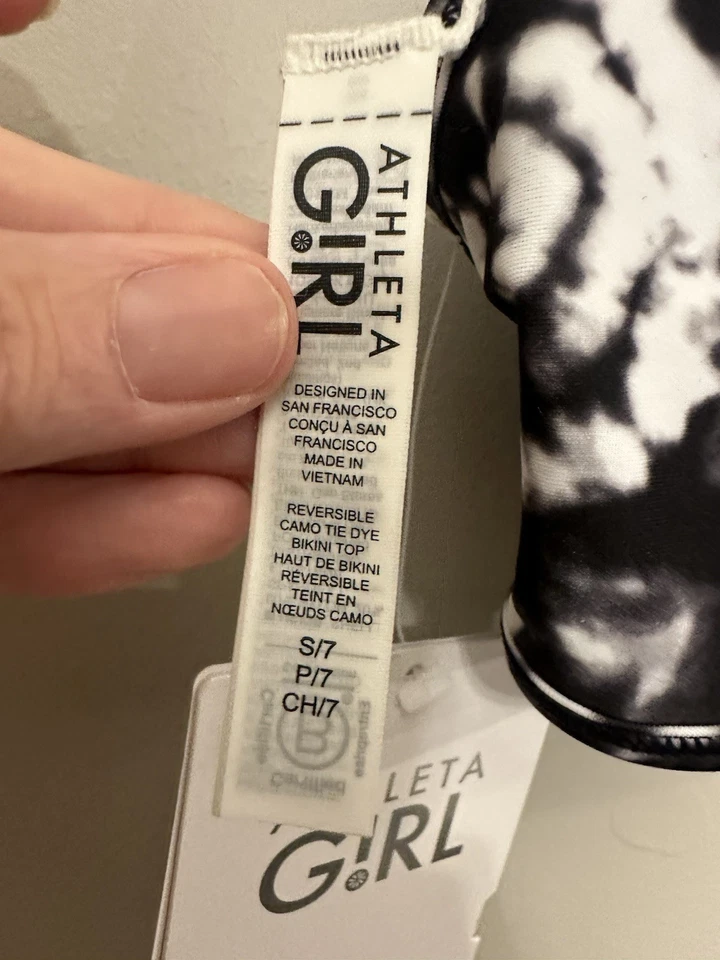 ATHLETA
GIRL
DESIGNED IN
SAN FRANCISCO
CONÇU À SAN
FRANCISCO
MADE IN
VIETNAM
REVERSIBLE
CAMO TIE DYE
BIKINI TOP
HAUT DE BIKINI
RÉVERSIBLE
TEINT EN
NŒUDS CAMO
S/7
P/7
CH/7
B
Certified
LETA
GIRL